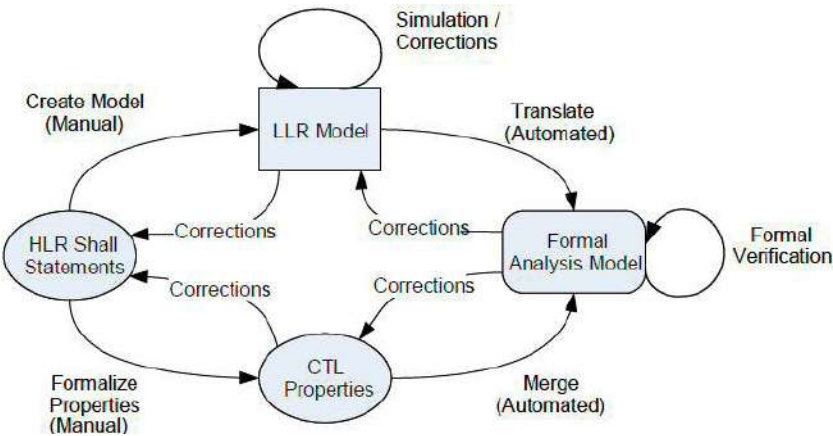 Simulation /
Corrections
Create Model
(Manual)
LLR Model
Translate
(Automated)
Corrections
Corrections
HLR Shall
Statements
Formal
Analysis Model
Formal
Verification
Corrections
Corrections
CTL
Properties
Formalize
Properties
(Manual)
Merge
(Automated)